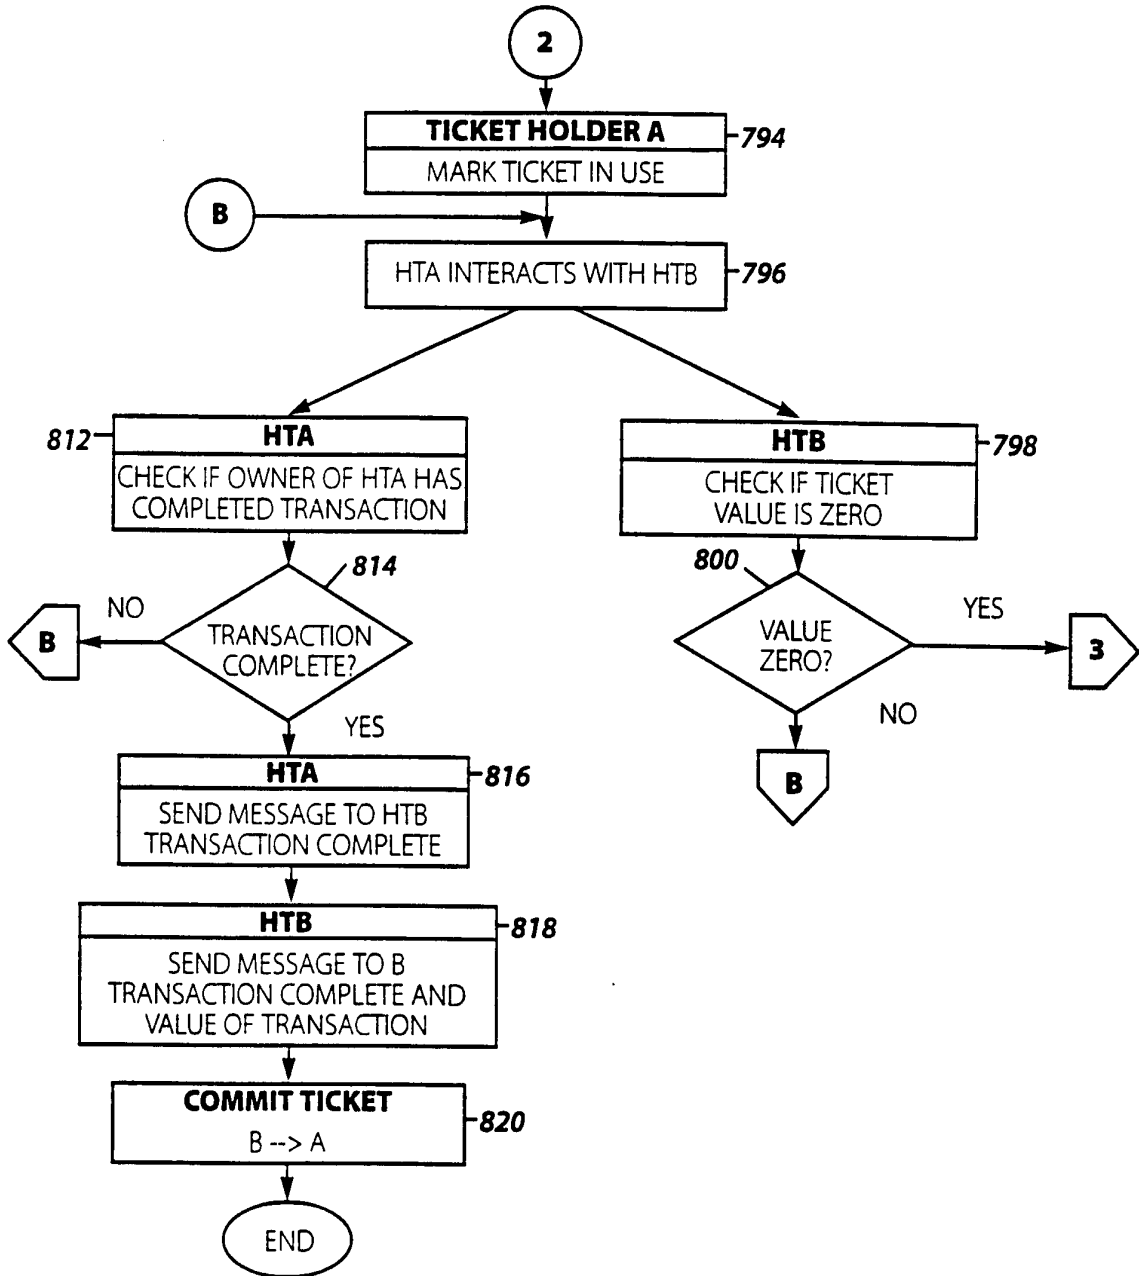 2
TICKET HOLDER A
794
MARK TICKET IN USE
B
HTA INTERACTS WITH HTB
796
812
HTA
CHECK IF OWNER OF HTA HAS
COMPLETED TRANSACTION
HTB
798
CHECK IF TICKET
VALUE IS ZERO
814
NO
B
TRANSACTION
COMPLETE?
YES
800
VALUE
ZERO?
YES
3
NO
B
HTA
816
SEND MESSAGE TO HTB
TRANSACTION COMPLETE
HTB
818
SEND MESSAGE TO B
TRANSACTION COMPLETE AND
VALUE OF TRANSACTION
COMMIT TICKET
820
B --> A
END